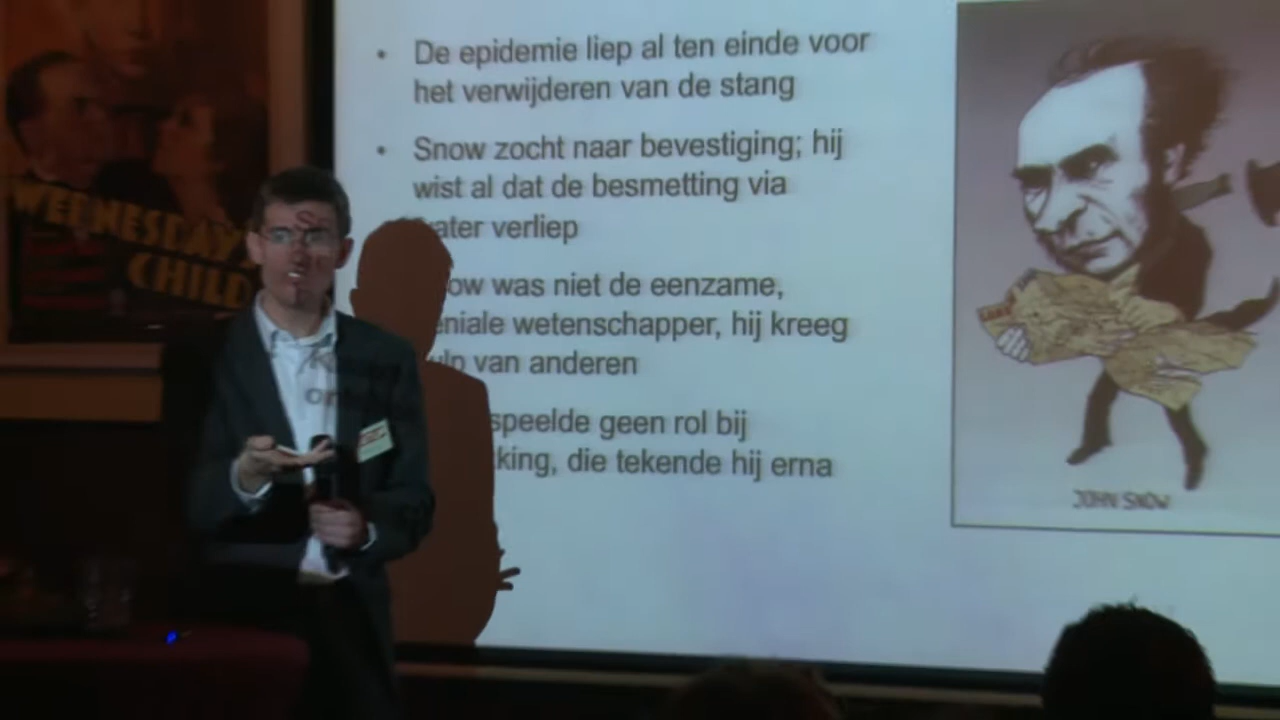 WEDNESDAY'S
CHILD
De epidemie liep al ten einde voor
het verwijderen van de stang
Snow zocht naar bevestiging; hij
wist al dat de besmetting via
ater verliep
ow was niet de eenzame,
eniale wetenschapper, hij kreeg
ulp van anderen
speelde geen rol bij
king, die tekende hij erna
JOHN SNOW